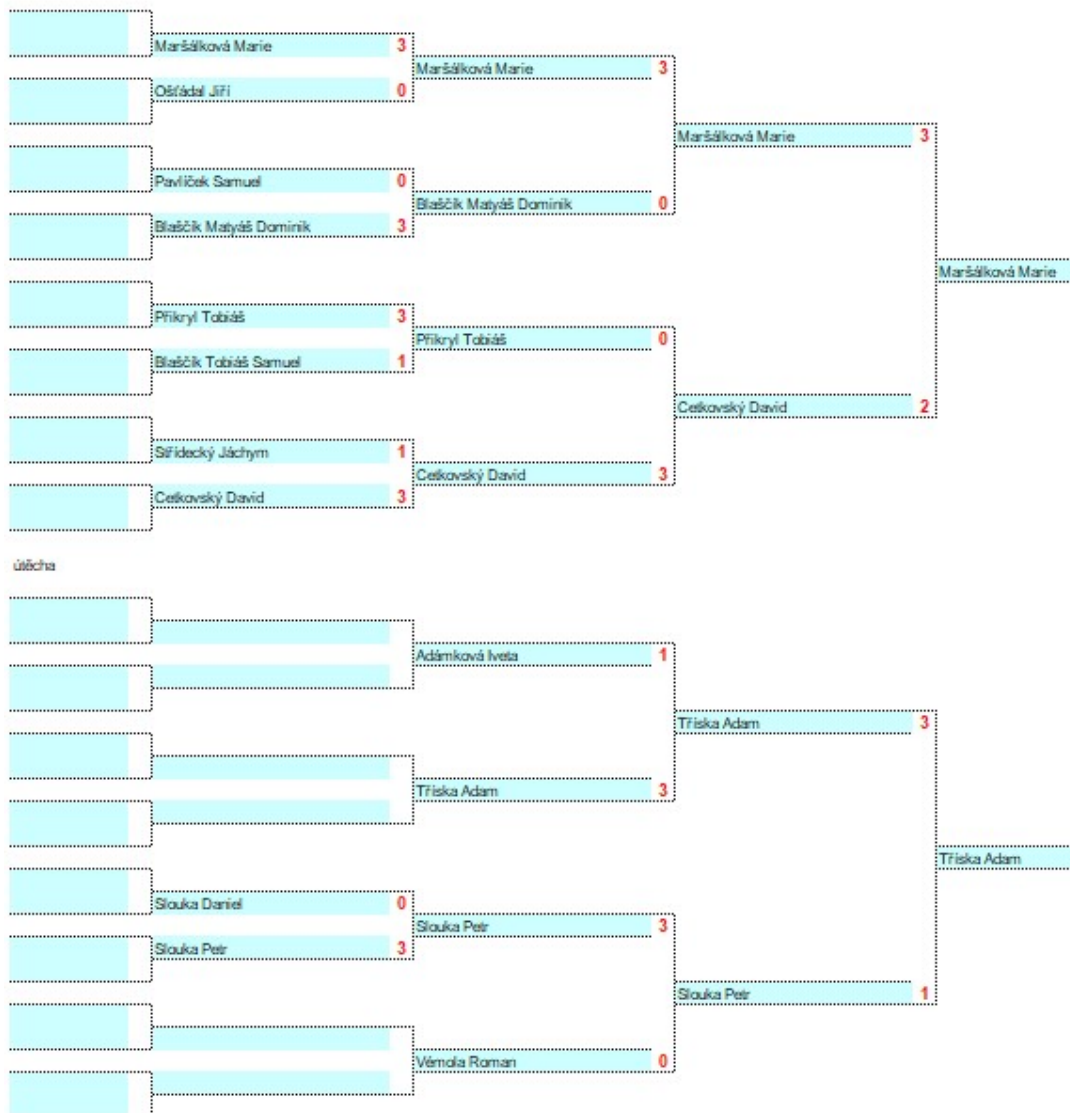 Maršálková Marie 3
Maršálková Marie 3
Ošťádal Jiří 0
Maršálková Marie 3
Pavlíček Samuel 0
Blaščík Matyáš Dominik 0
Blaščík Matyáš Dominik 3
Maršálková Marie
Přikryl Tobiáš 3
Přikryl Tobiáš 0
Blaščík Tobiáš Samuel 1
Cetkovský David 2
Střídecký Jáchym 1
Cetkovský David 3
Cetkovský David 3
útěcha
Adámková Iveta 1
Tříska Adam 3
Tříska Adam 3
Tříska Adam
Slouka Daniel 0
Slouka Petr 3
Slouka Petr 3
Slouka Petr 1
Vémola Roman 0